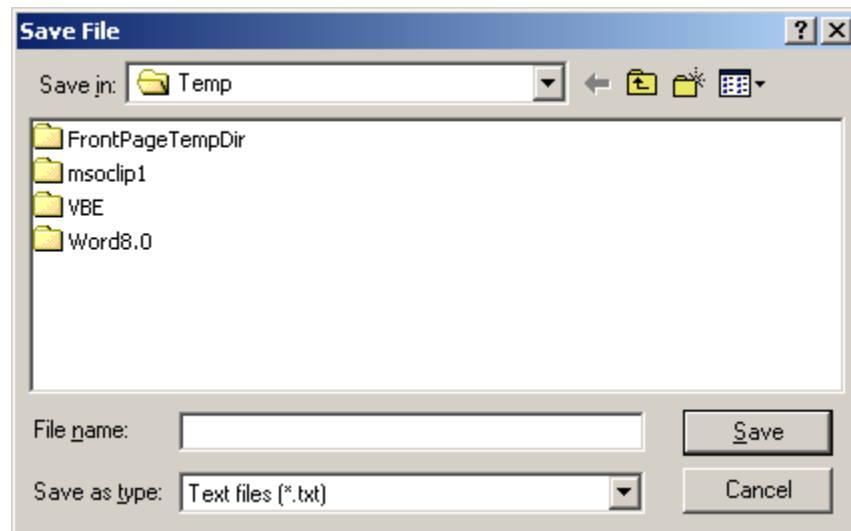 Save File
Save in: Temp
FrontPageTempDir
msoclip1
VBE
Word8.0
File name: Save
Save as type: Text files (*.txt) Cancel